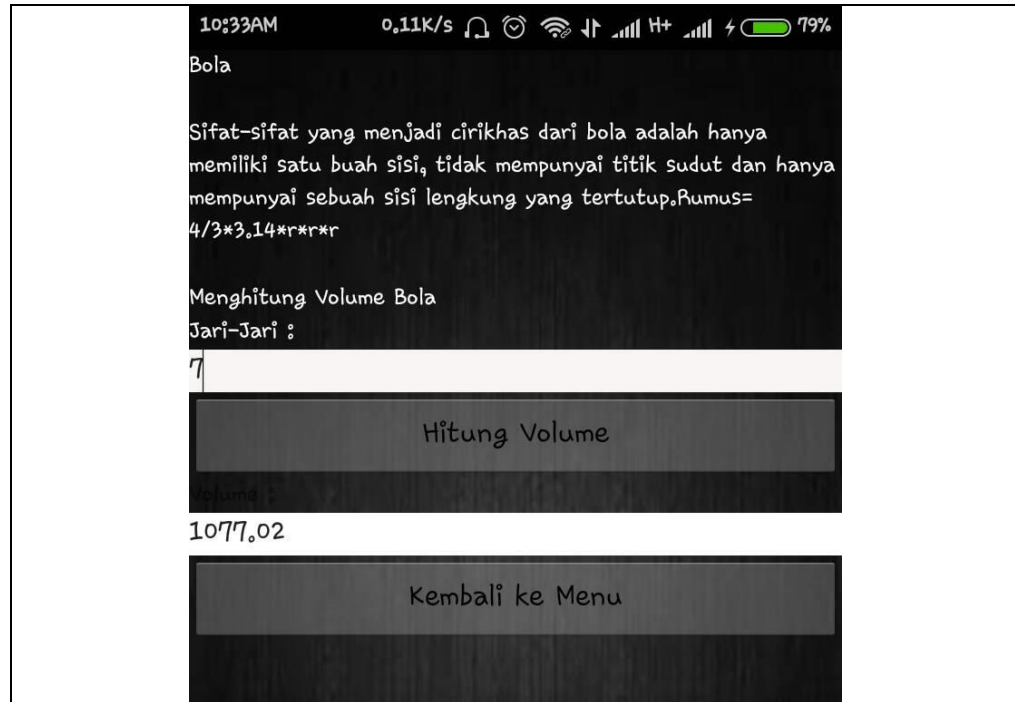 10:33AM 0.11K/s H+ 79%
Bola
Sifat-sifat yang menjadi cirikhas dari bola adalah hanya
memiliki satu buah sisi, tidak mempunyai titik sudut dan hanya
mempunyai sebuah sisi lengkung yang tertutup.Rumus=
4/3*3.14*r*r*r
Menghitung Volume Bola
Jari-Jari :
7
Hitung Volume
Volume :
1077.02
Kembali ke Menu